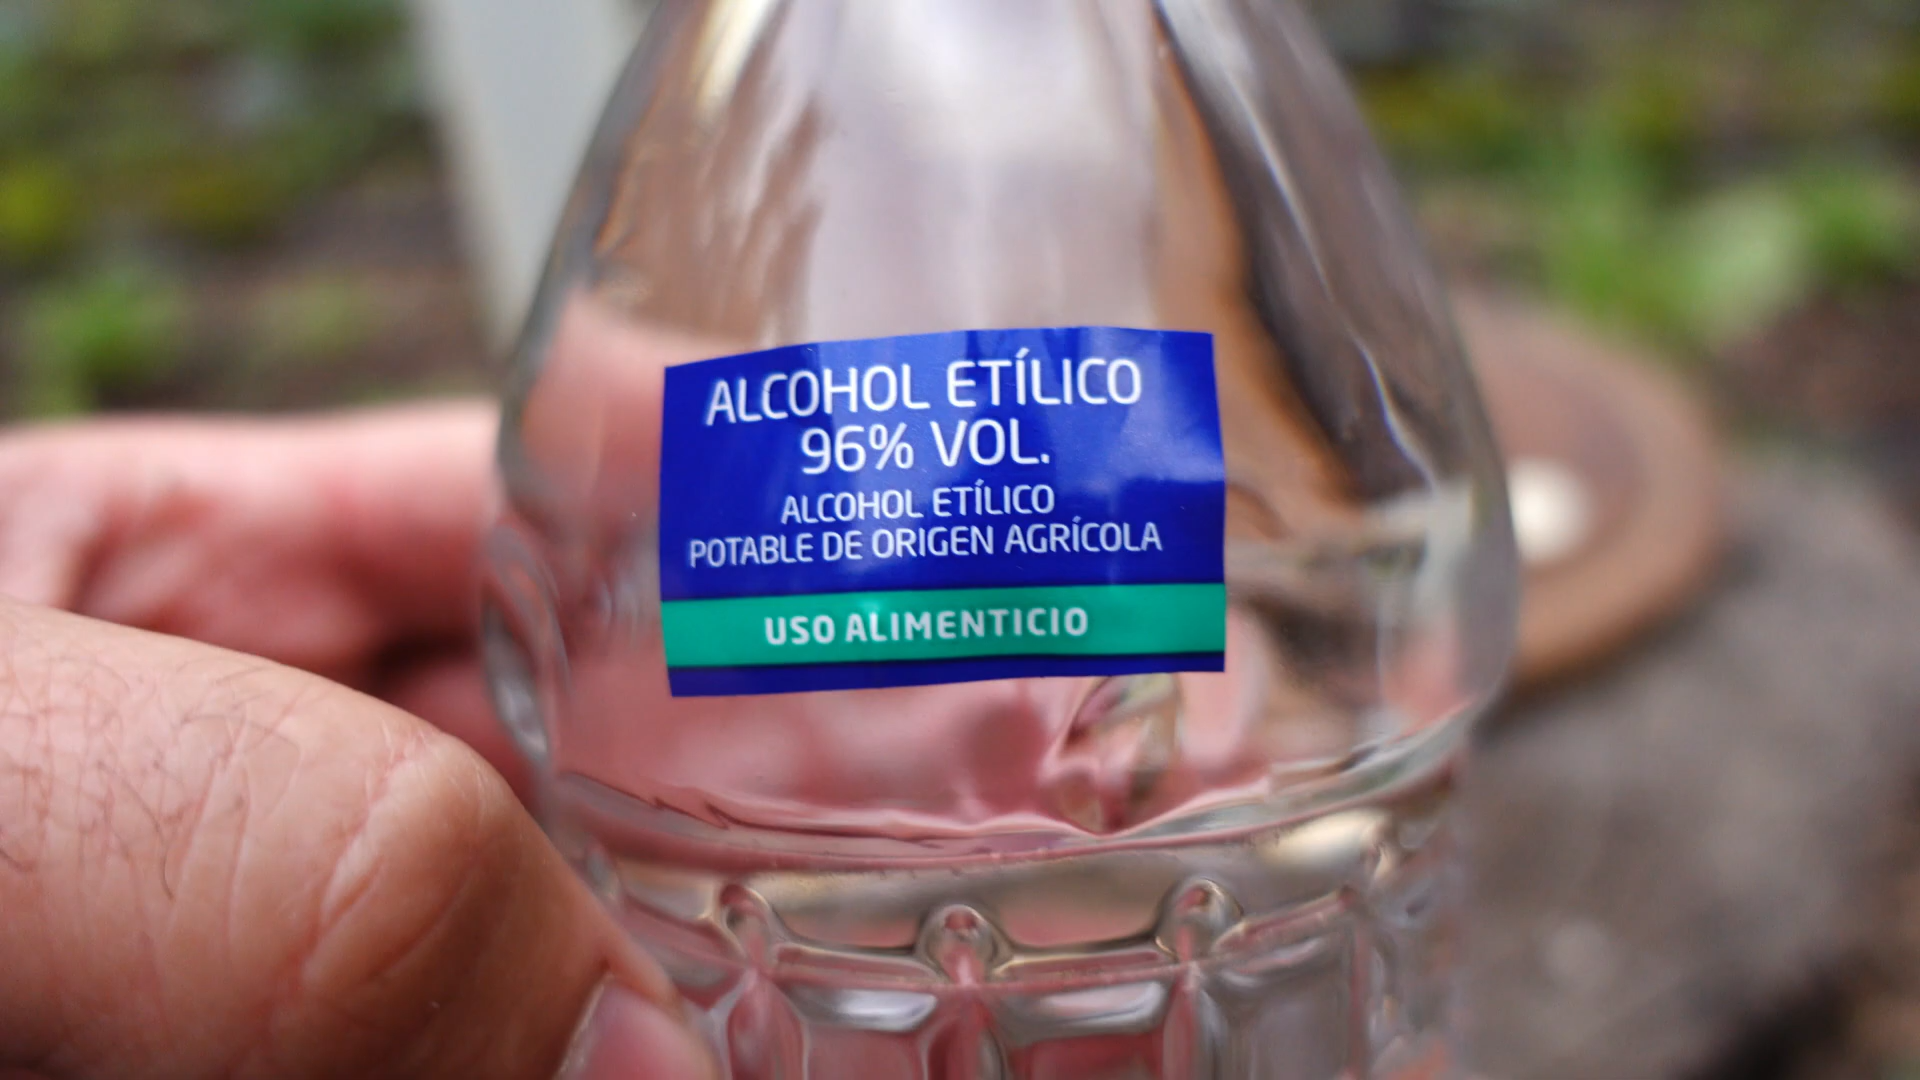 ALCOHOL ETÍLICO
96% VOL.
ALCOHOL ETÍLICO
POTABLE DE ORIGEN AGRÍCOLA
USO ALIMENTICIO